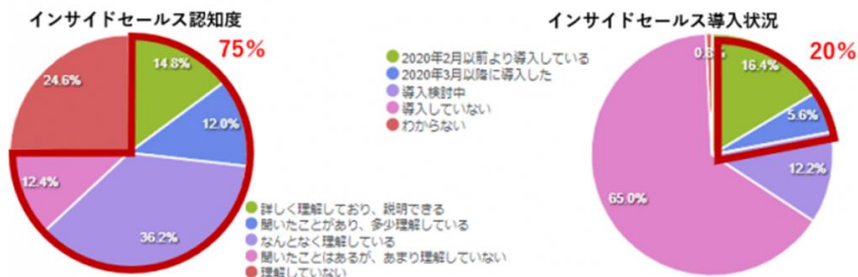 インサイドセールス認知度
75%
14.8%
12.0%
36.2%
12.4%
24.6%
詳しく理解しており、説明できる
聞いたことがあり、多少理解している
なんとなく理解している
聞いたことはあるが、あまり理解していない
理解していない
インサイドセールス導入状況
20%
2020年2月以前より導入している
2020年3月以降に導入した
導入検討中
導入していない
わからない
0.8%
16.4%
5.6%
12.2%
65.0%